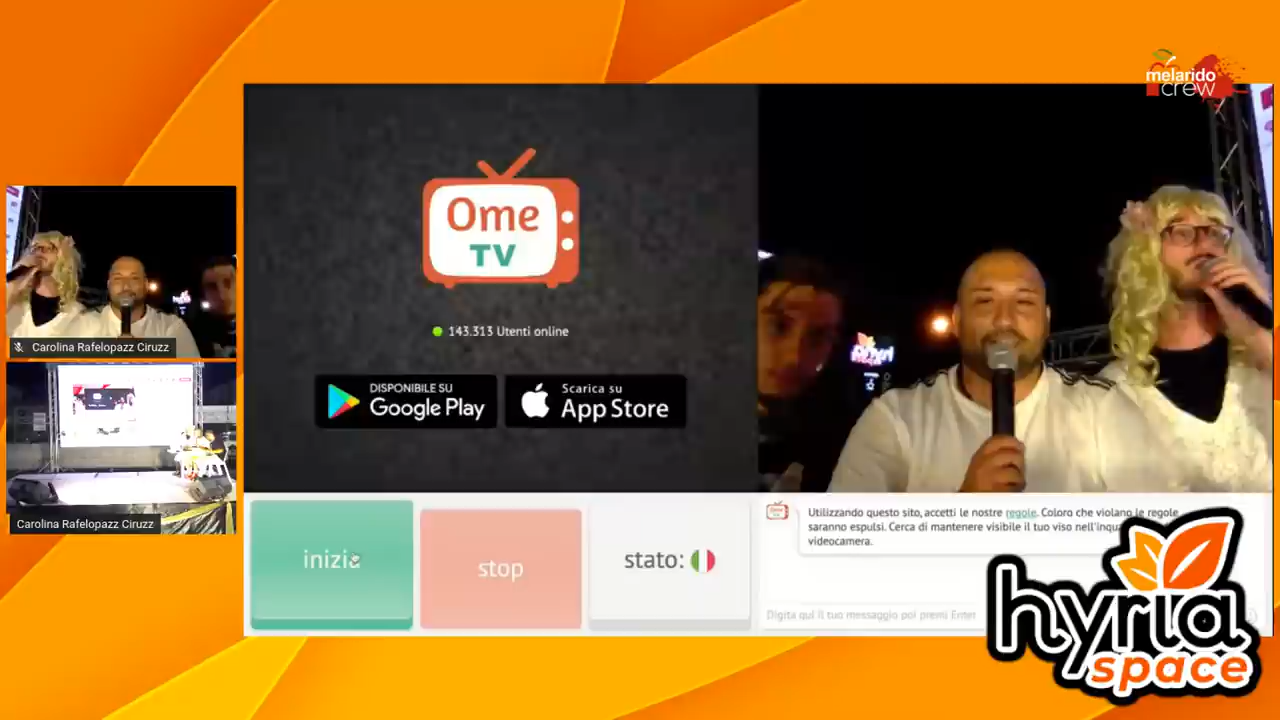 melarido
crew
Ome
TV
143.313 Utenti online
DISPONIBILE SU
Google Play
Scarica su
App Store
Carolina Rafelopazz Ciruzz
Carolina Rafelopazz Ciruzz
inizia
stop
stato:
Ome
TV
Utilizzando questo sito, accetti le nostre regole. Coloro che violano le regole
saranno espulsi. Cerca di mantenere visibile il tuo viso nell'inqua
videocamera.
Digita qui il tuo messaggio poi premi Enter
hyria
space